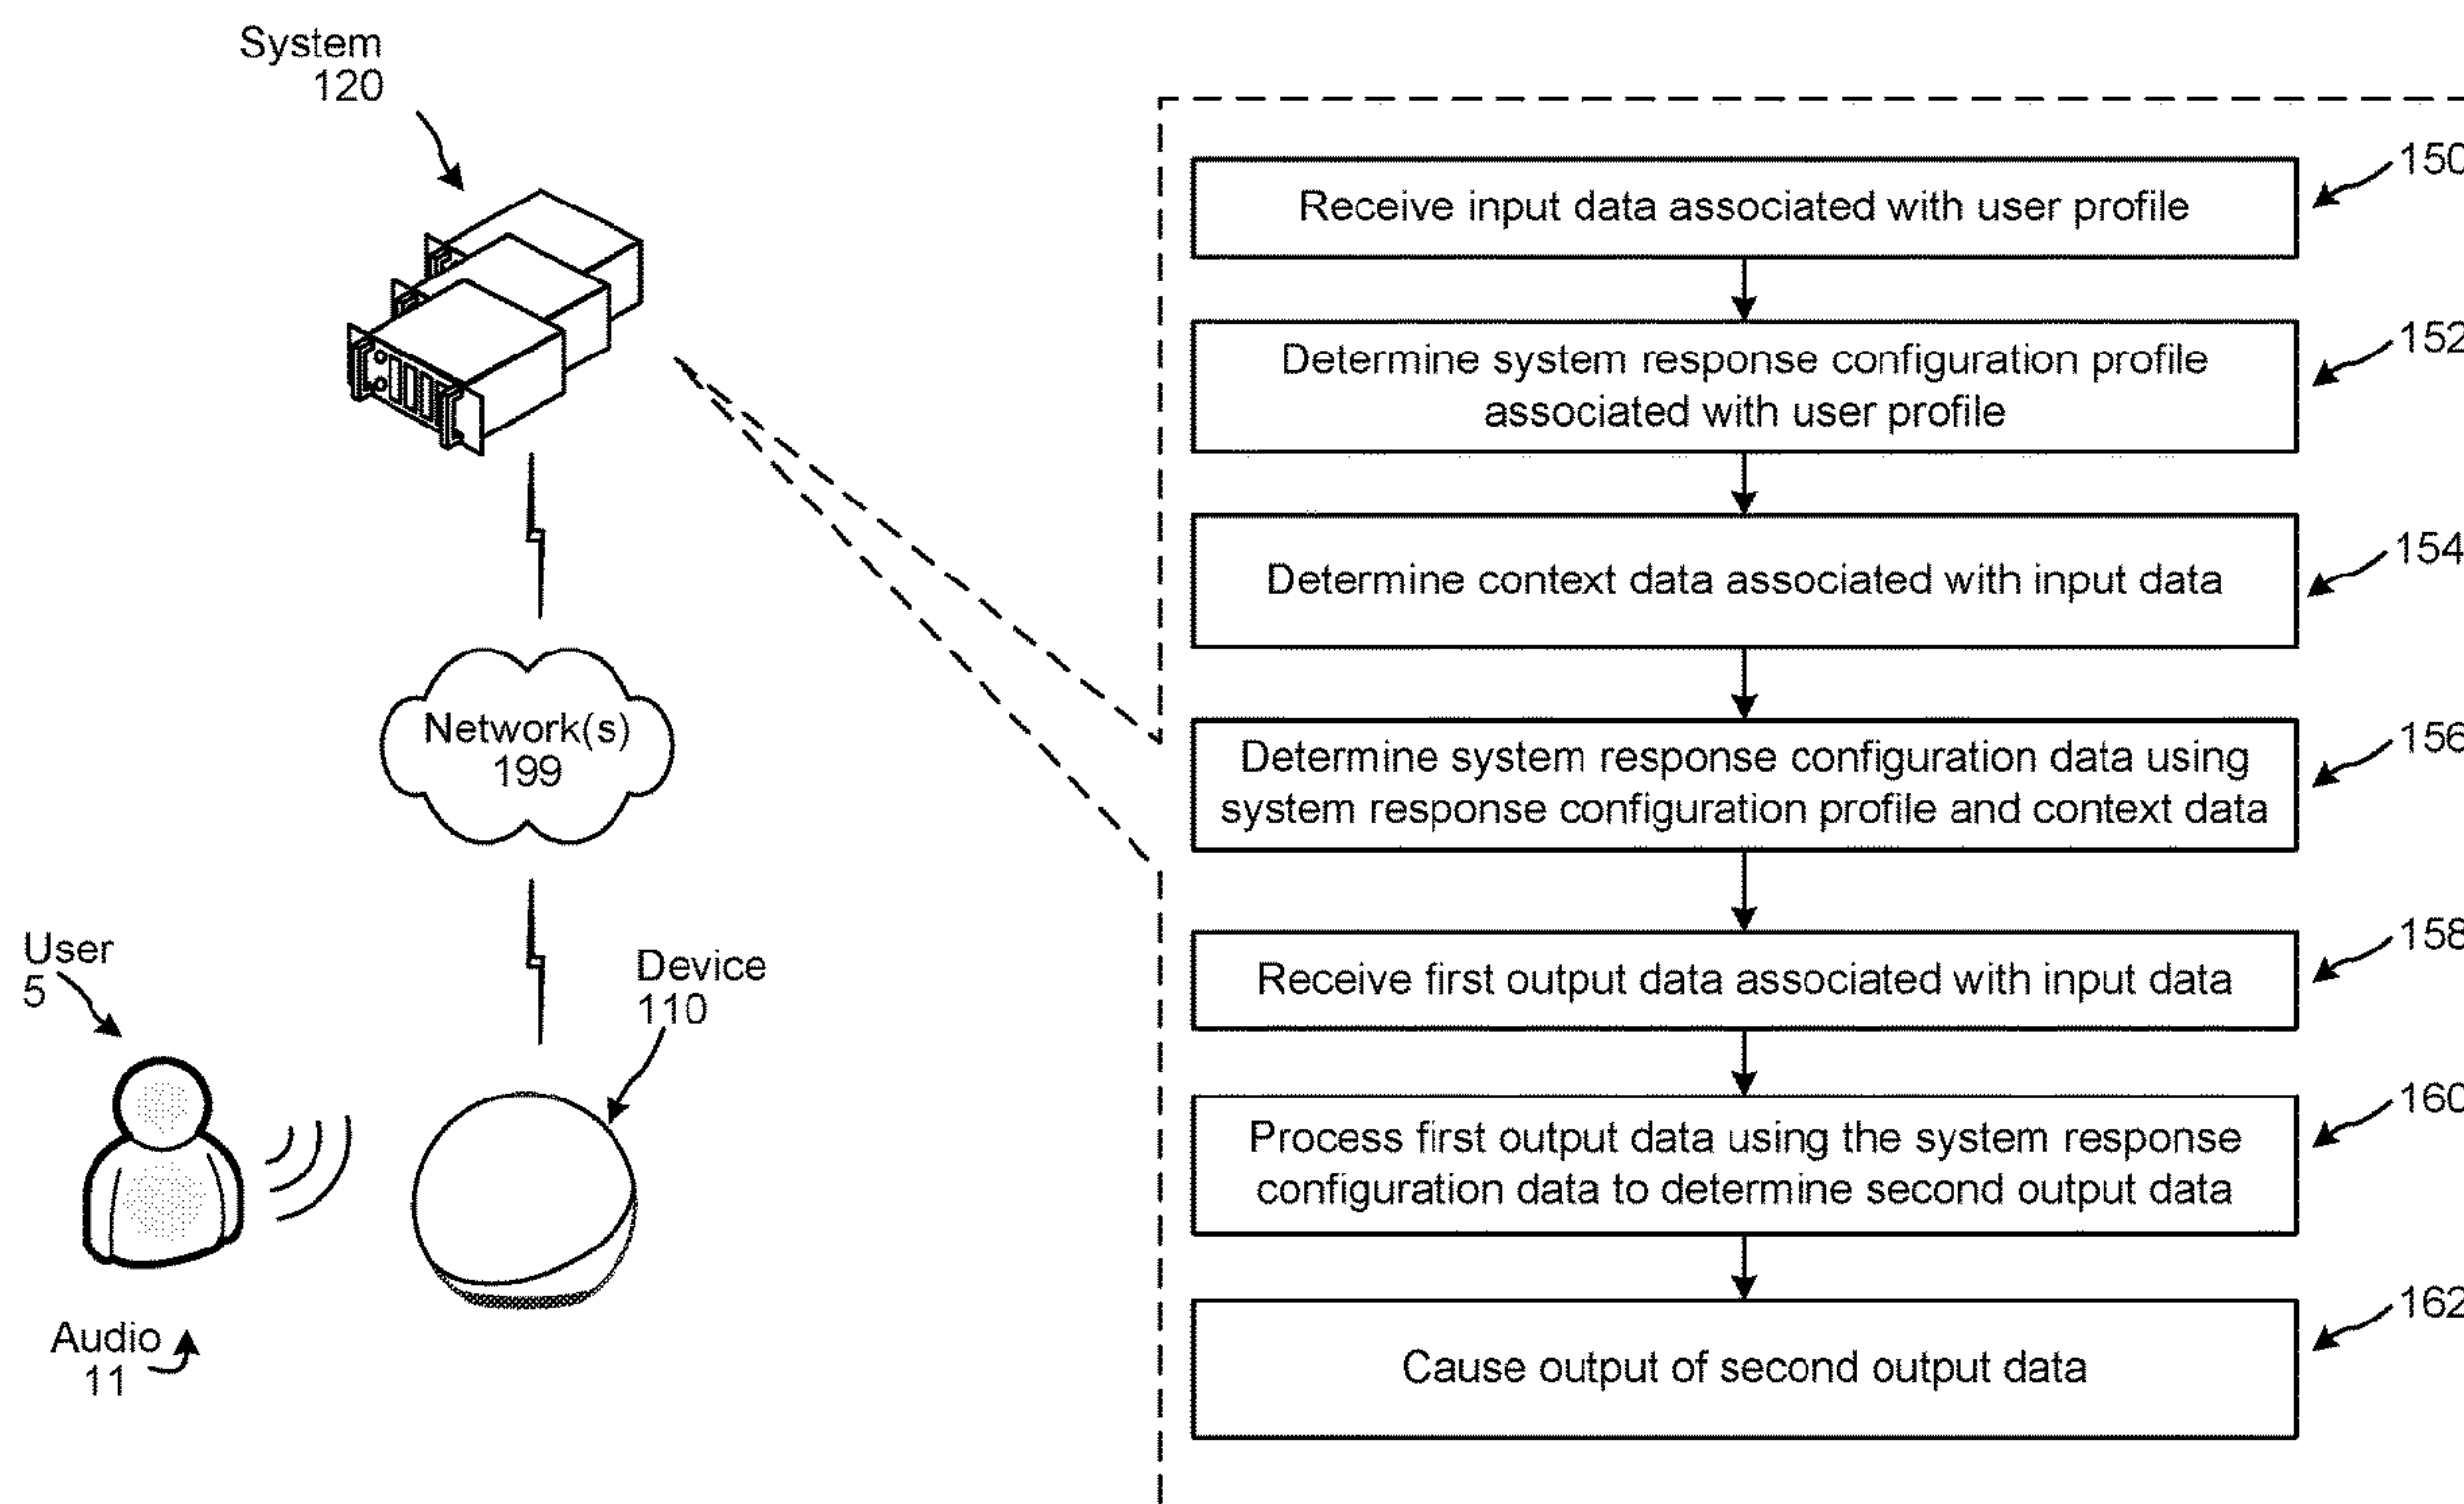 System
120
Network(s)
199
User
5
Device
110
Audio
11
Receive input data associated with user profile
150
Determine system response configuration profile
associated with user profile
152
Determine context data associated with input data
154
Determine system response configuration data using
system response configuration profile and context data
156
Receive first output data associated with input data
158
Process first output data using the system response
configuration data to determine second output data
160
Cause output of second output data
162